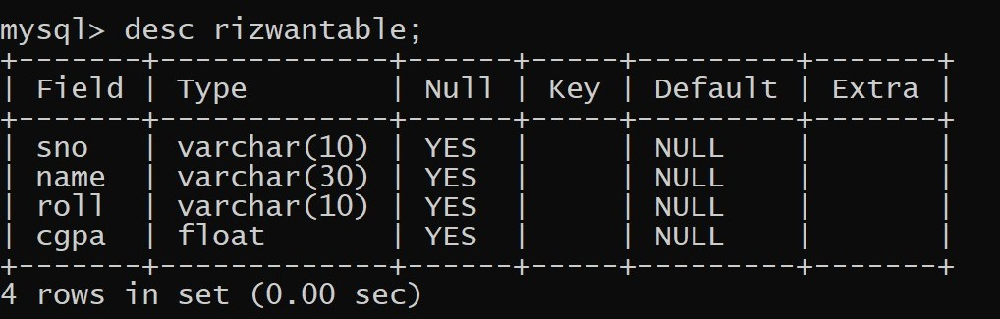 mysql> desc rizwantable;
+-------+-------------+------+-----+---------+-------+
| Field | Type        | Null | Key | Default | Extra |
+-------+-------------+------+-----+---------+-------+
| sno   | varchar(10) | YES  |     | NULL    |       |
| name  | varchar(30) | YES  |     | NULL    |       |
| roll  | varchar(10) | YES  |     | NULL    |       |
| cgpa  | float       | YES  |     | NULL    |       |
+-------+-------------+------+-----+---------+-------+
4 rows in set (0.00 sec)